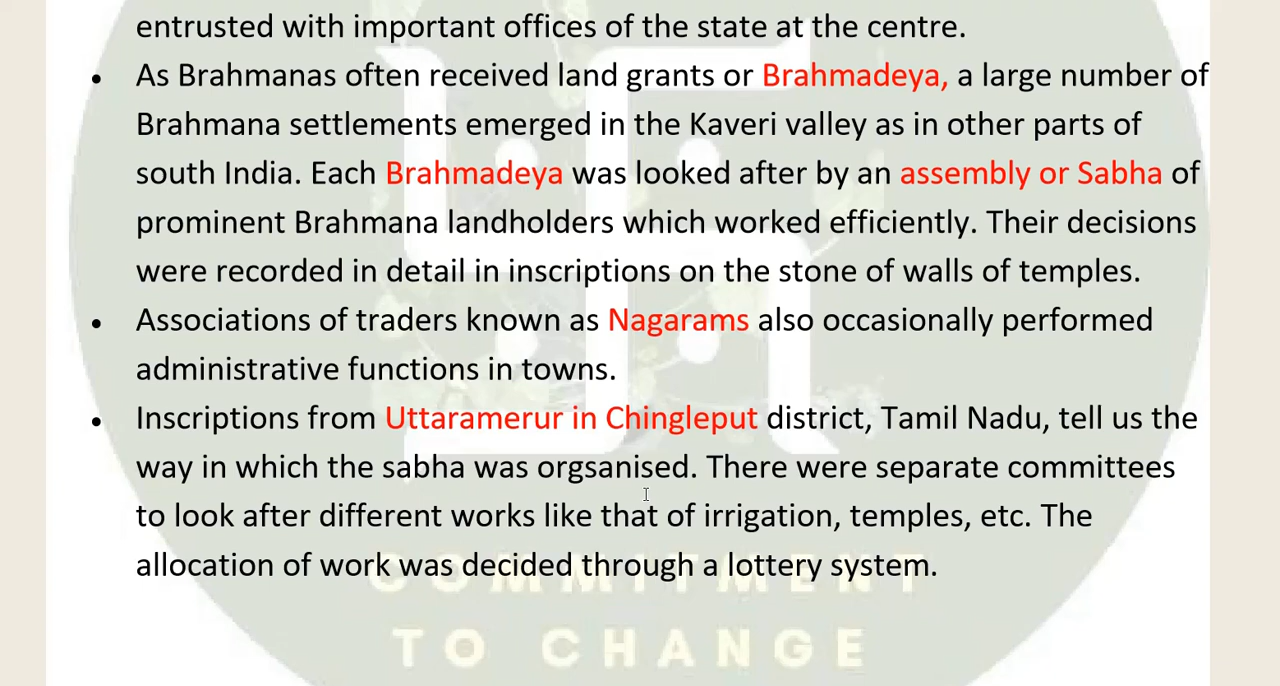 entrusted with important offices of the state at the centre.
• As Brahmanas often received land grants or Brahmadeya, a large number of
Brahmana settlements emerged in the Kaveri valley as in other parts of
south India. Each Brahmadeya was looked after by an assembly or Sabha of
prominent Brahmana landholders which worked efficiently. Their decisions
were recorded in detail in inscriptions on the stone of walls of temples.
• Associations of traders known as Nagarams also occasionally performed
administrative functions in towns.
• Inscriptions from Uttaramerur in Chingleput district, Tamil Nadu, tell us the
way in which the sabha was orgsanised. There were separate committees
to look after different works like that of irrigation, temples, etc. The
allocation of work was decided through a lottery system.
COMMITMENT
TO CHANGE